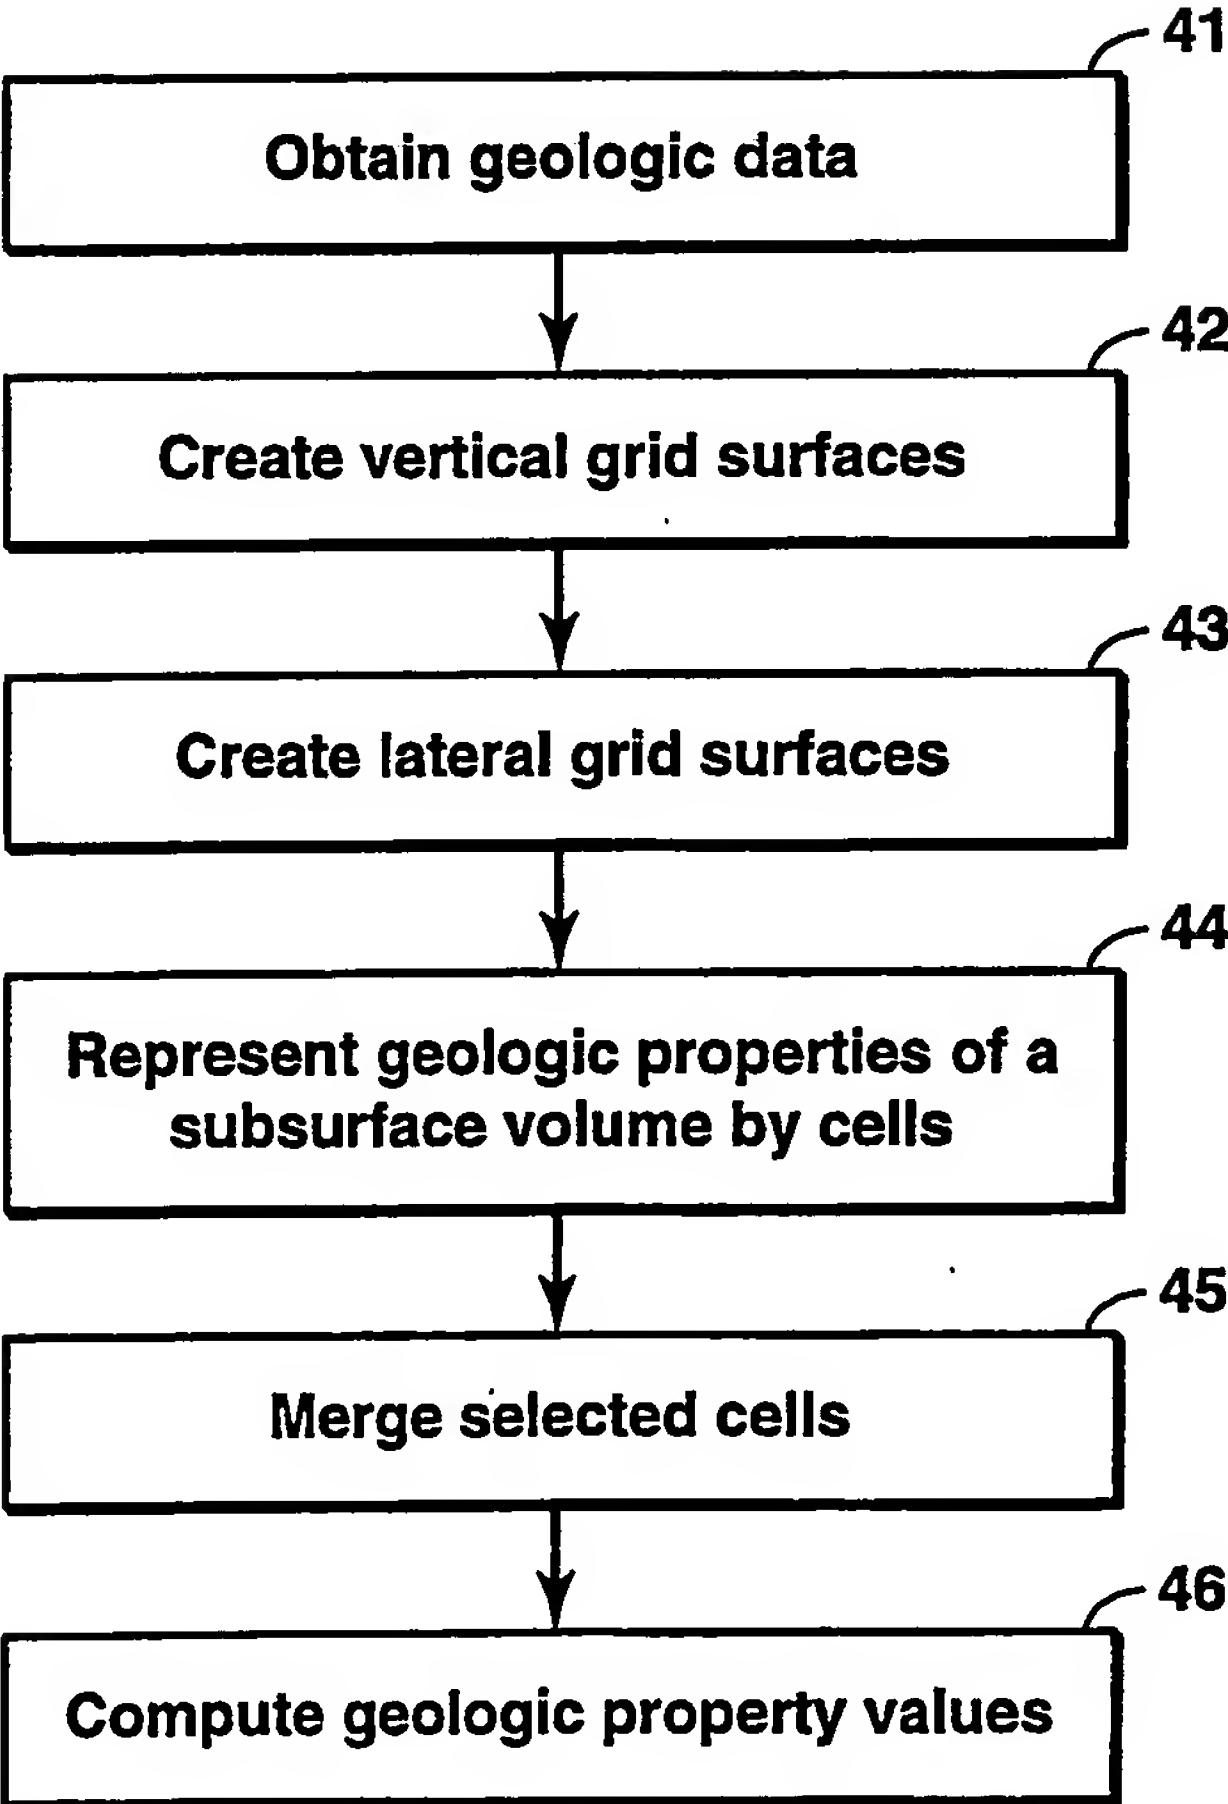 41
Obtain geologic data
42
Create vertical grid surfaces
43
Create lateral grid surfaces
44
Represent geologic properties of a
subsurface volume by cells
45
Merge selected cells
46
Compute geologic property values